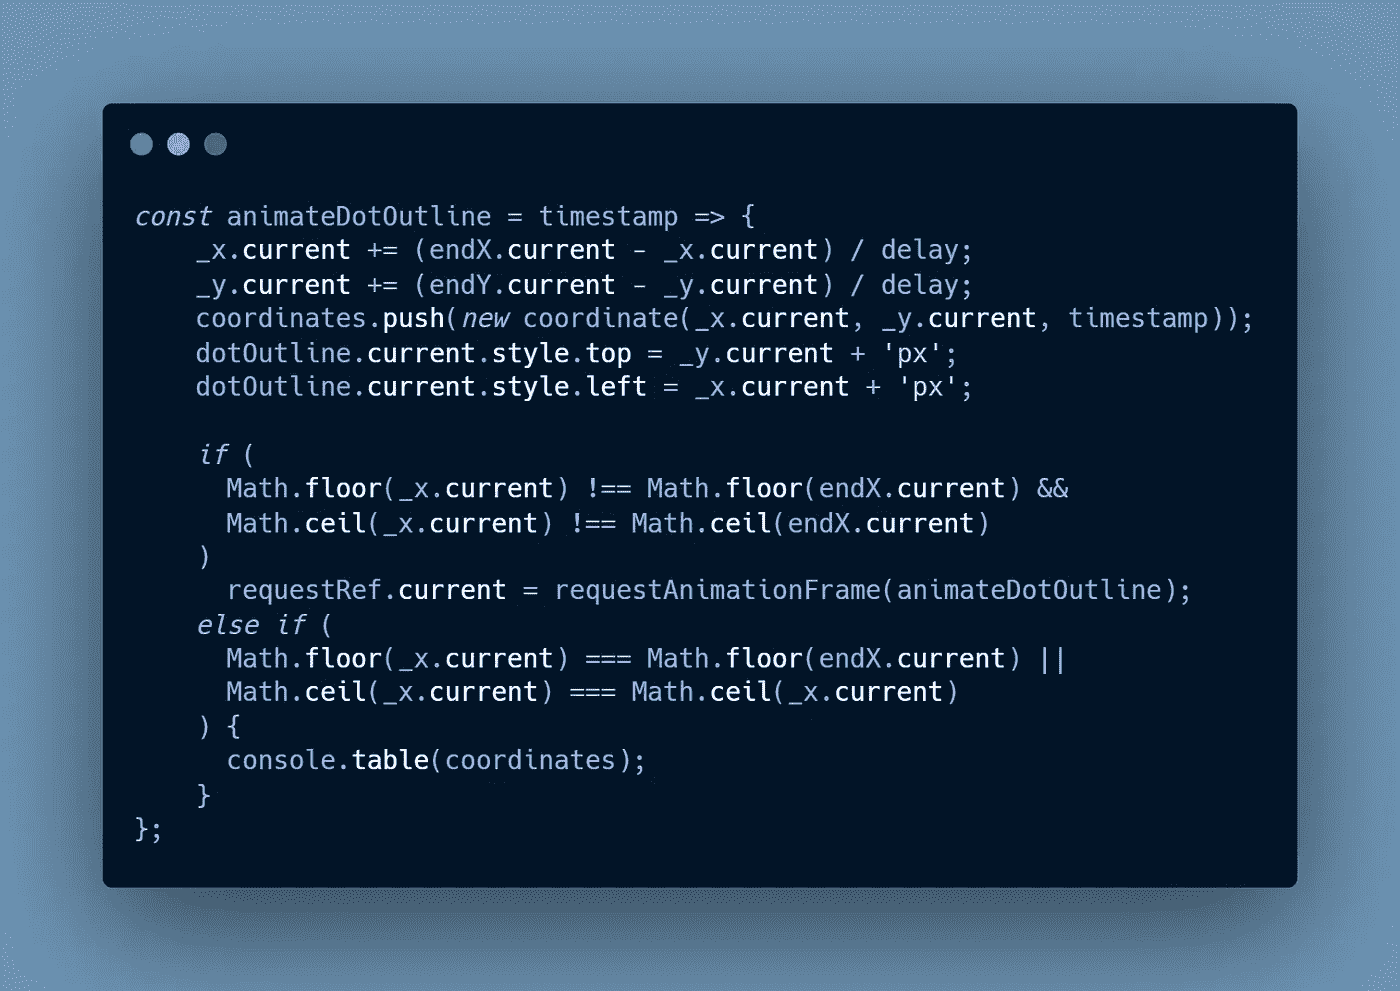 const animateDotOutline = timestamp => {
    _x.current += (endX.current - _x.current) / delay;
    _y.current += (endY.current - _y.current) / delay;
    coordinates.push(new coordinate(_x.current, _y.current, timestamp));
    dotOutline.current.style.top = _y.current + 'px';
    dotOutline.current.style.left = _x.current + 'px';

    if (
      Math.floor(_x.current) !== Math.floor(endX.current) &&
      Math.ceil(_x.current) !== Math.ceil(endX.current)
    )
      requestRef.current = requestAnimationFrame(animateDotOutline);
    else if (
      Math.floor(_x.current) === Math.floor(endX.current) ||
      Math.ceil(_x.current) === Math.ceil(_x.current)
    ) {
      console.table(coordinates);
    }
};